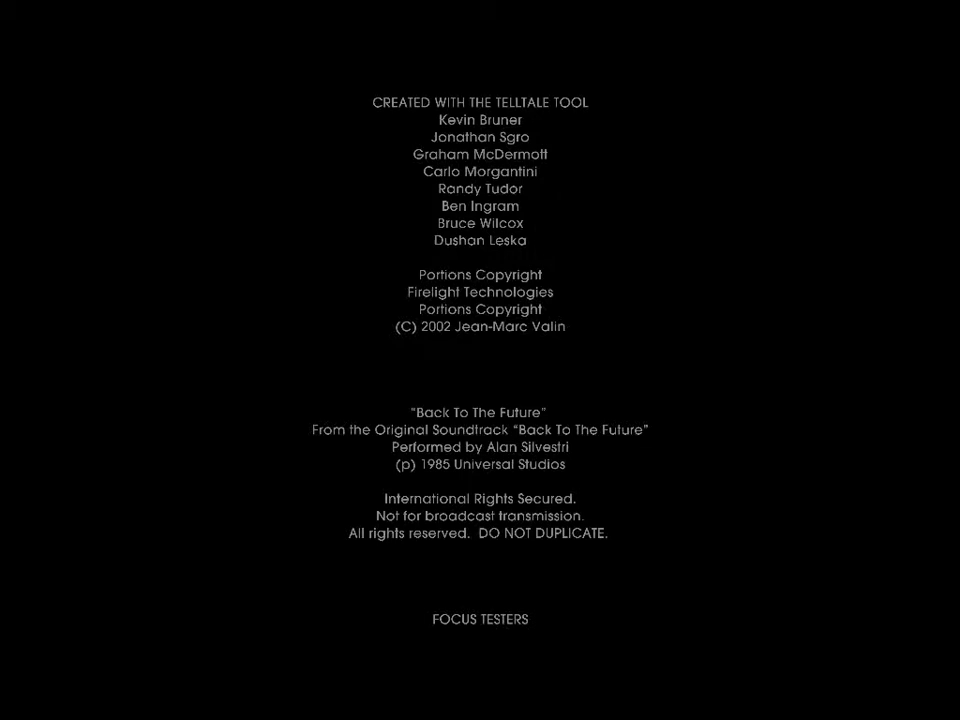 CREATED WITH THE TELLTALE TOOL
Kevin Bruner
Jonathan Sgro
Graham McDermott
Carlo Morgantini
Randy Tudor
Ben Ingram
Bruce Wilcox
Dushan Leska
Portions Copyright
Firelight Technologies
Portions Copyright
(C) 2002 Jean-Marc Valin
"Back To The Future"
From the Original Soundtrack “Back To The Future”
Performed by Alan Silvestri
(p) 1985 Universal Studios
International Rights Secured.
Not for broadcast transmission.
All rights reserved.  DO NOT DUPLICATE.
FOCUS TESTERS